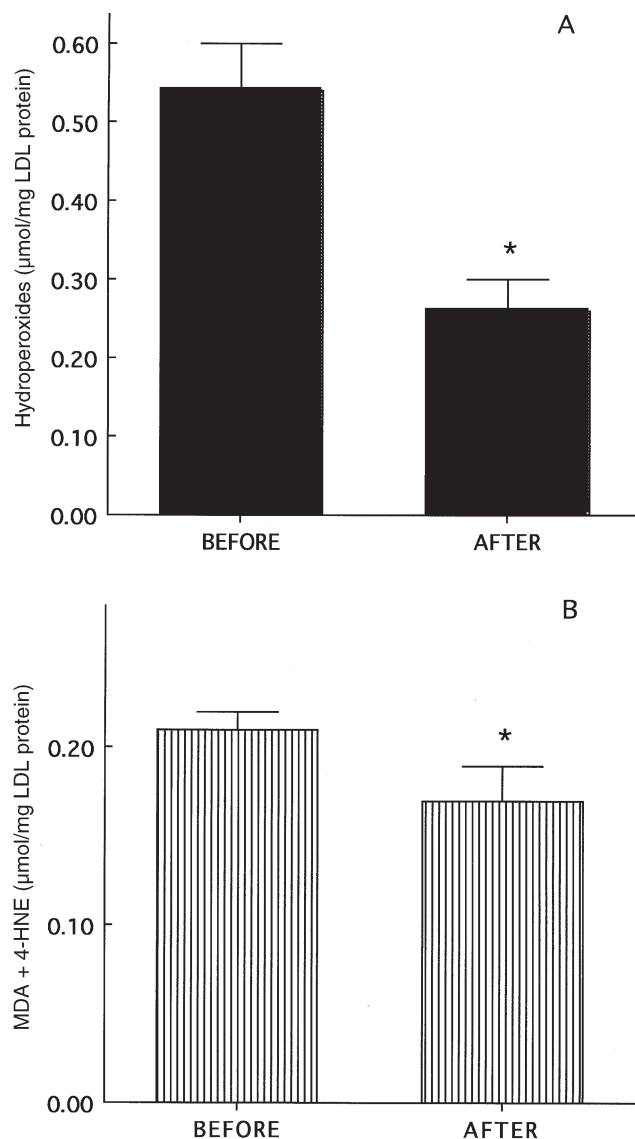 A
Hydroperoxides (μmol/mg LDL protein)
0.60
0.50
0.40
0.30
0.20
0.10
0.00
*
BEFORE
AFTER
B
MDA + 4-HNE (μmol/mg LDL protein)
0.20
0.10
0.00
*
BEFORE
AFTER